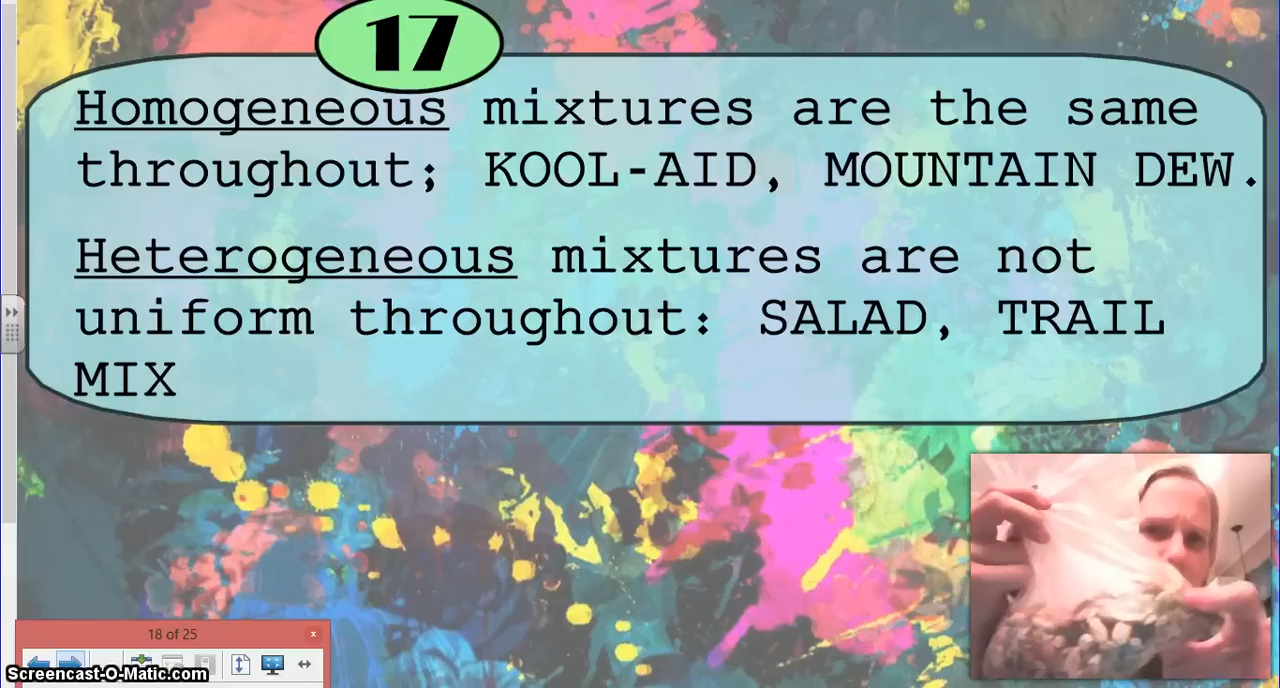 17
Homogeneous mixtures are the same
throughout; KOOL-AID, MOUNTAIN DEW.
Heterogeneous mixtures are not
uniform throughout: SALAD, TRAIL
MIX
18 of 25
x
Screencast-O-Matic.com